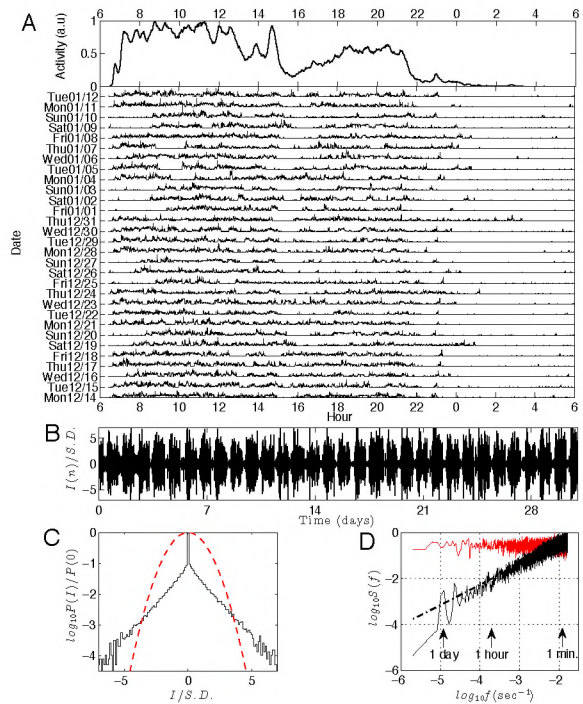 A
6 8 10 12 14 16 18 20 22 0 2 4 6
Activity (a.u)
1
0.5
0
Tue01/12
Mon01/11
Sun01/10
Sat01/09
Fri01/08
Thu01/07
Wed01/06
Tue01/05
Mon01/04
Sun01/03
Sat01/02
Fri01/01
Thu12/31
Wed12/30
Tue12/29
Mon12/28
Sun12/27
Sat12/26
Fri12/25
Thu12/24
Wed12/23
Tue12/22
Mon12/21
Sun12/20
Sat12/19
Fri12/18
Thu12/17
Wed12/16
Tue12/15
Mon12/14
Date
6 8 10 12 14 16 18 20 22 0 2 4 6
Hour
B
I(n)/S.D.
5
0
-5
0 7 14 21 28
Time (days)
C
log10P(I)/P(0)
-0
-1
-2
-3
-4
-5 0 5
I/S.D.
D
log10S(f)
-0
-2
-4
-6
1 day 1 hour 1 min.
-6 -5 -4 -3 -2 -1
log10f(sec-1)